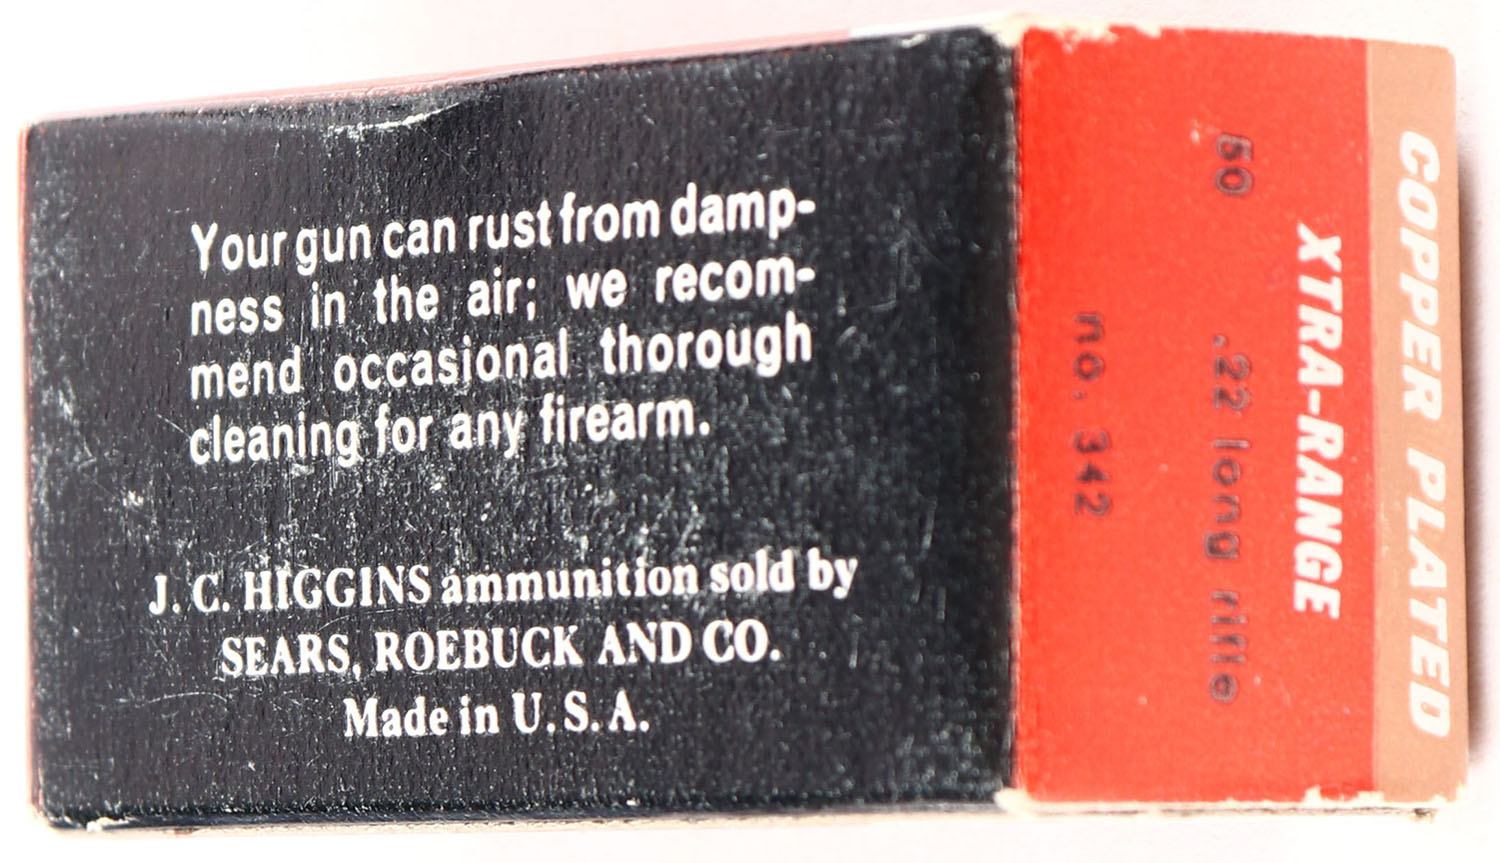 Your gun can rust from damp-
ness in the air; we recom-
mend occasional thorough
cleaning for any firearm.
J. C. HIGGINS ammunition sold by
SEARS, ROEBUCK AND CO.
Made in U. S. A.
COPPER PLATED
XTRA-RANGE
50 .22 long rifle
no. 342